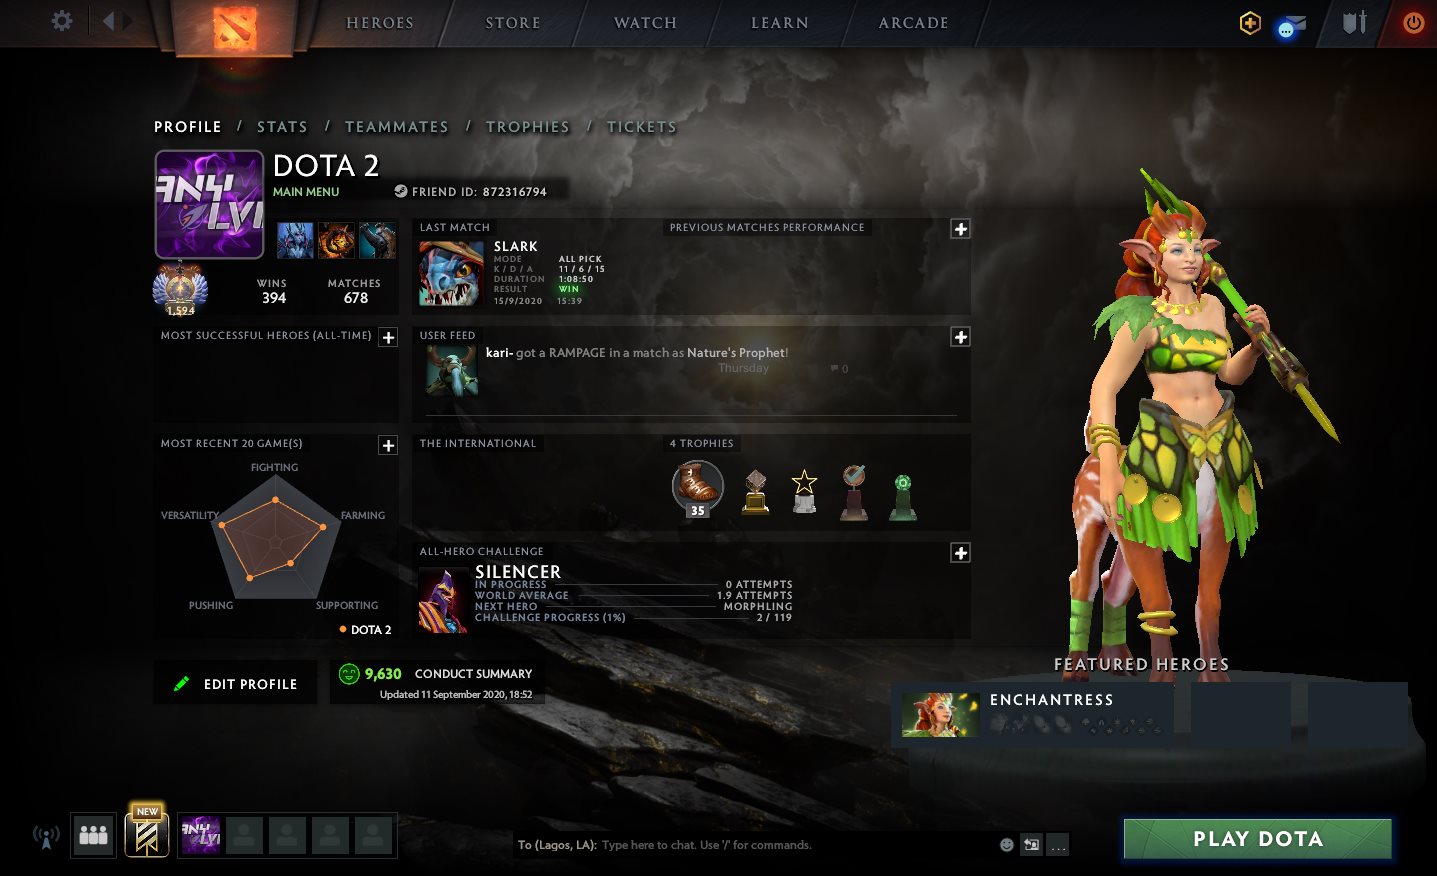 HEROES
STORE
WATCH
LEARN
ARCADE
PROFILE / STATS / TEAMMATES / TROPHIES / TICKETS
DOTA 2
MAIN MENU
FRIEND ID: 872316794
1,594
WINS
394
MATCHES
678
LAST MATCH
SLARK
MODE ALL PICK
K / D / A 11 / 6 / 15
DURATION 1:08:50
RESULT WIN
15/9/2020 15:39
PREVIOUS MATCHES PERFORMANCE
MOST SUCCESSFUL HEROES (ALL-TIME)
USER FEED
kari- got a RAMPAGE in a match as Nature's Prophet!
Thursday
0
MOST RECENT 20 GAME(S)
FIGHTING
VERSATILITY
FARMING
PUSHING
SUPPORTING
DOTA 2
THE INTERNATIONAL
4 TROPHIES
35
ALL-HERO CHALLENGE
SILENCER
IN PROGRESS 0 ATTEMPTS
WORLD AVERAGE 1.9 ATTEMPTS
NEXT HERO MORPHLING
CHALLENGE PROGRESS (1%) 2 / 119
EDIT PROFILE
9,630 CONDUCT SUMMARY
Updated 11 September 2020, 18:52
FEATURED HEROES
ENCHANTRESS
NEW
To (Lagos, LA): Type here to chat. Use '/' for commands.
...
PLAY DOTA